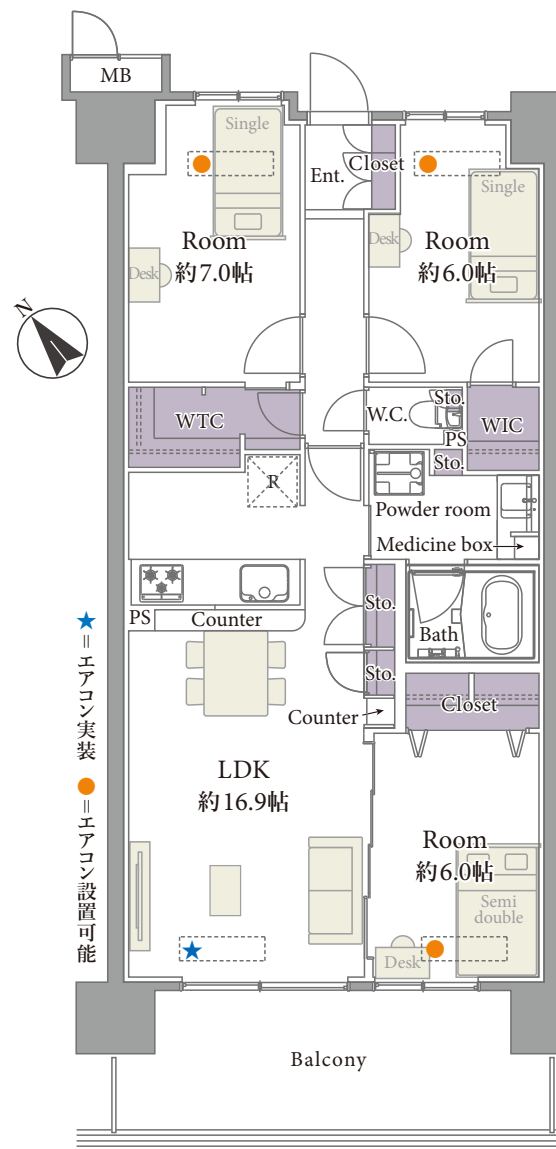 MB
Single
Closet
Ent.
Single
Desk
Room
約7.0帖
Desk
Room
約6.0帖
N
WTC
W.C.
Sto.
PS
WIC
Sto.
R
Powder room
Medicine box
PS
Counter
Sto.
Bath
Sto.
Counter
Closet
★=エアコン実装 ●=エアコン設置可能
LDK
約16.9帖
Room
約6.0帖
Semi
double
Desk
Balcony